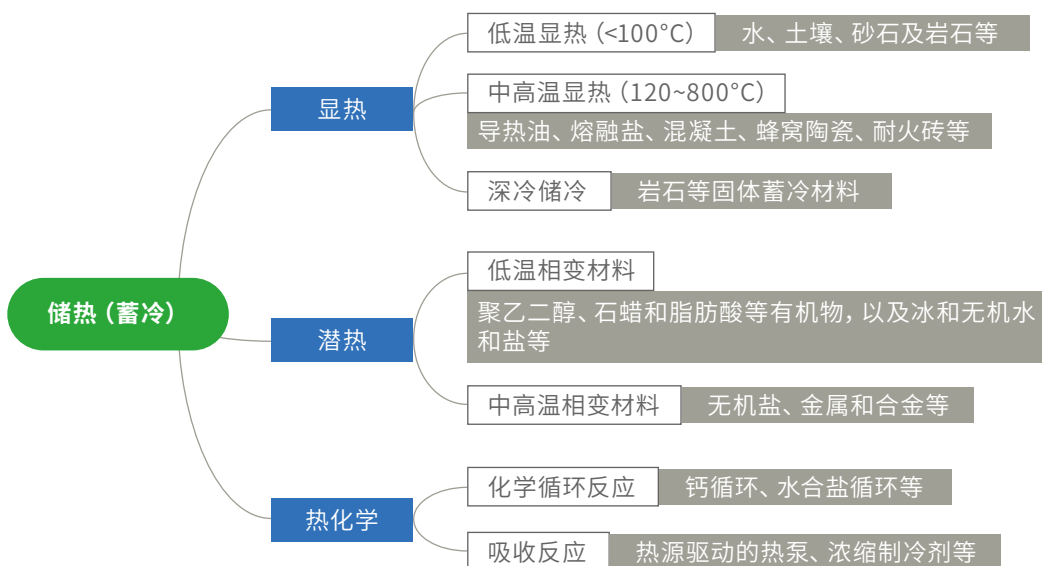 储热（蓄冷）
显热
低温显热（<100°C）
水、土壤、砂石及岩石等
中高温显热（120~800°C）
导热油、熔融盐、混凝土、蜂窝陶瓷、耐火砖等
深冷储冷
岩石等固体蓄冷材料
潜热
低温相变材料
聚乙二醇、石蜡和脂肪酸等有机物，以及冰和无机水
和盐等
中高温相变材料
无机盐、金属和合金等
热化学
化学循环反应
钙循环、水合盐循环等
吸收反应
热源驱动的热泵、浓缩制冷剂等